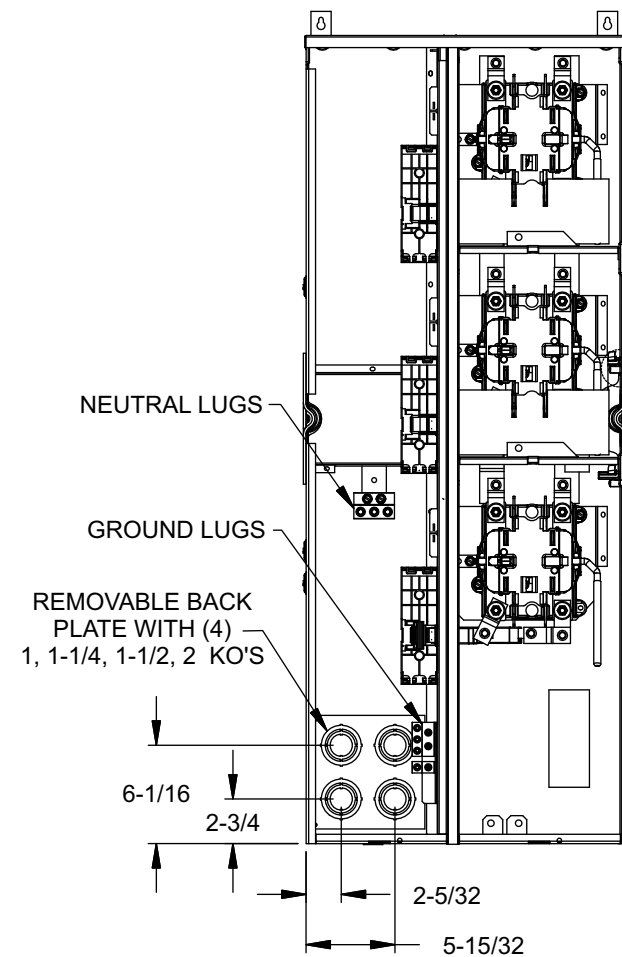 NEUTRAL LUGS
GROUND LUGS
REMOVABLE BACK
PLATE WITH (4)
1, 1-1/4, 1-1/2, 2 KO'S
6-1/16
2-3/4
2-5/32
5-15/32